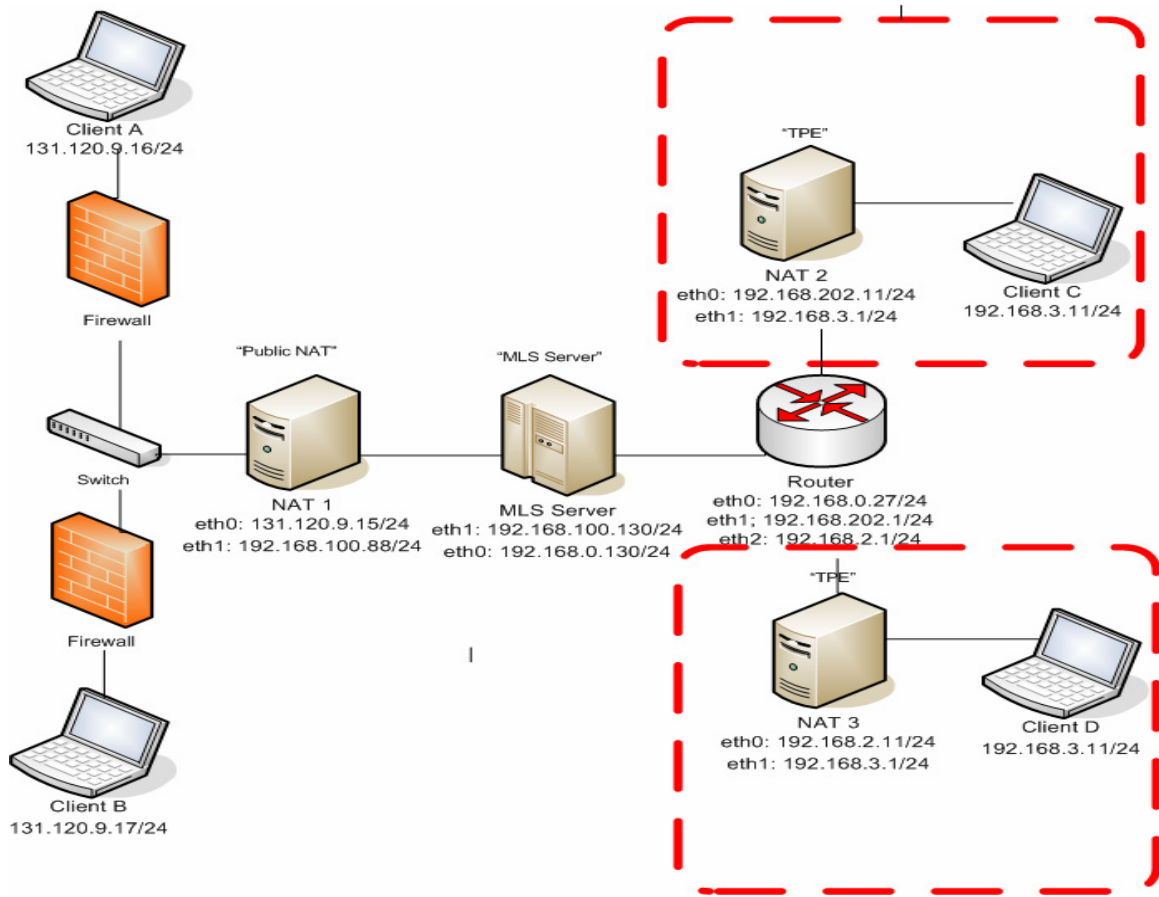 Client A
131.120.9.16/24
Firewall
"Public NAT"
NAT 1
eth0: 131.120.9.15/24
eth1: 192.168.100.88/24
Switch
Firewall
Client B
131.120.9.17/24
"MLS Server"
MLS Server
eth1: 192.168.100.130/24
eth0: 192.168.0.130/24
"TPE"
NAT 2
eth0: 192.168.202.11/24
eth1: 192.168.3.1/24
Client C
192.168.3.11/24
Router
eth0: 192.168.0.27/24
eth1; 192.168.202.1/24
eth2: 192.168.2.1/24
"TPE"
NAT 3
eth0: 192.168.2.11/24
eth1: 192.168.3.1/24
Client D
192.168.3.11/24